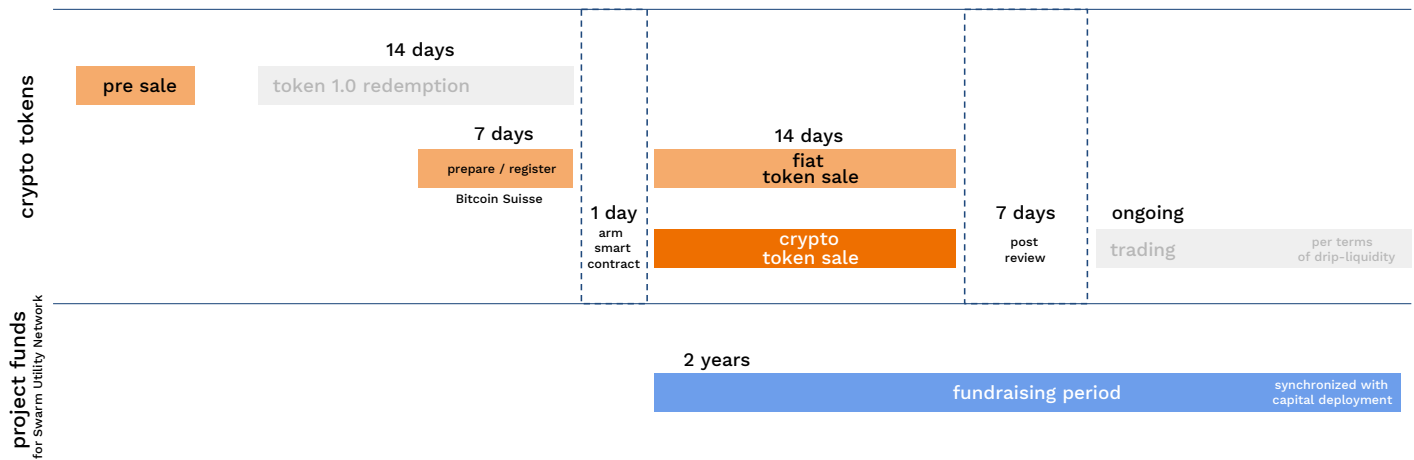 crypto tokens
14 days
pre sale
token 1.0 redemption
7 days
prepare / register
Bitcoin Suisse
1 day
arm
smart
contract
14 days
fiat
token sale
crypto
token sale
7 days
post
review
ongoing
trading
per terms
of drip-liquidity
project funds
for Swarm Utility Network
2 years
fundraising period
synchronized with
capital deployment